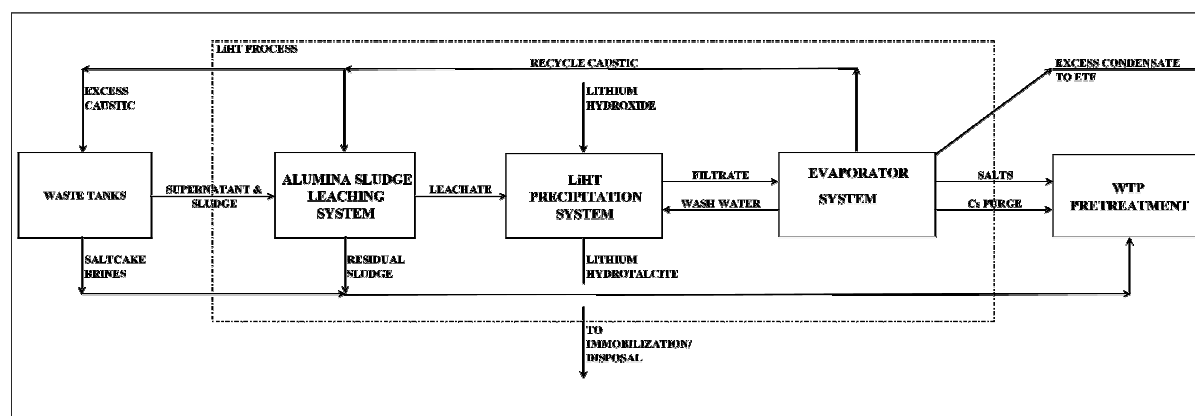 LiHT PROCESS
RECYCLE CAUSTIC
EXCESS CONDENSATE
TO ETF
EXCESS
CAUSTIC
LITHIUM
HYDROXIDE
WASTE TANKS
SUPERNATANT &
SLUDGE
ALUMINA SLUDGE
LEACHING
SYSTEM
LEACHATE
LiHT
PRECIPITATION
SYSTEM
FILTRATE
WASH WATER
EVAPORATOR
SYSTEM
SALTS
Cs PURGE
WTP
PRETREATMENT
SALTCAKE
BRINES
RESIDUAL
SLUDGE
LITHIUM
HYDROTALCITE
TO
IMMOBILIZATION/
DISPOSAL